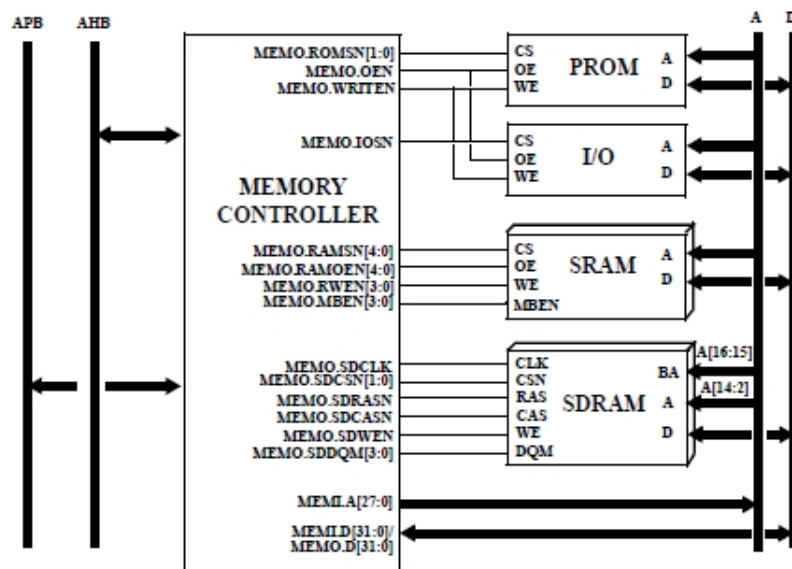 APB AHB A D
MEMO.ROMSN[1:0] CS PROM A
MEMO.OEN OE
MEMO.WRITEN WE D
MEMO.IOSN CS I/O A
OE
WE D
MEMORY
CONTROLLER
MEMO.RAMSN[4:0] CS SRAM A
MEMO.RAMOEN[4:0] OE
MEMO.RWEN[3:0] WE D
MEMO.MBEN[3:0] MBEN
A[16:15]
MEMO.SDCLK CLK BA
MEMO.SDCSN[1:0] CSN
A[14:2]
MEMO.SDRASN RAS SDRAM A
MEMO.SDCASN CAS
MEMO.SDWEN WE D
MEMO.SDDQM[3:0] DQM
MEMI.A[27:0]
MEMI.D[31:0]/
MEMO.D[31:0]